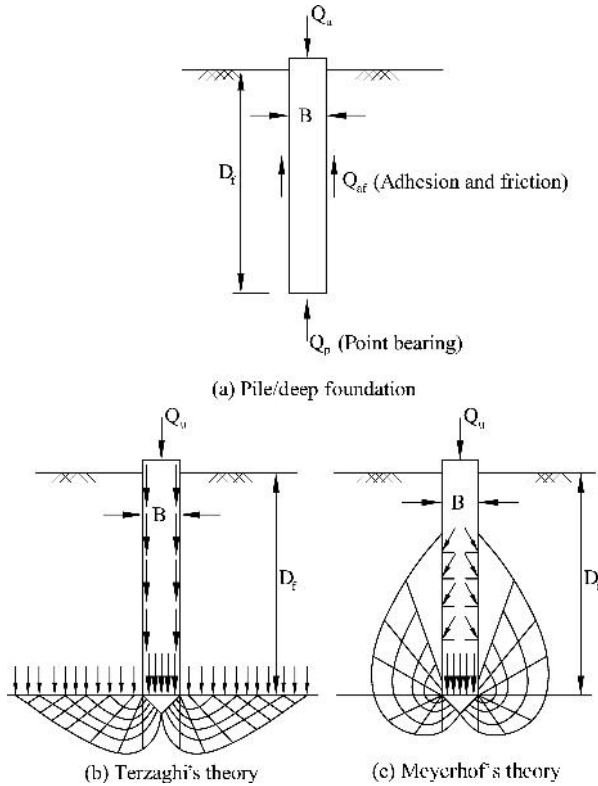 Qu
B
Df
Qaf (Adhesion and friction)
Qp (Point bearing)
(a) Pile/deep foundation
Qu
B
Df
(b) Terzaghi's theory
Qu
B
Df
(c) Meyerhof's theory